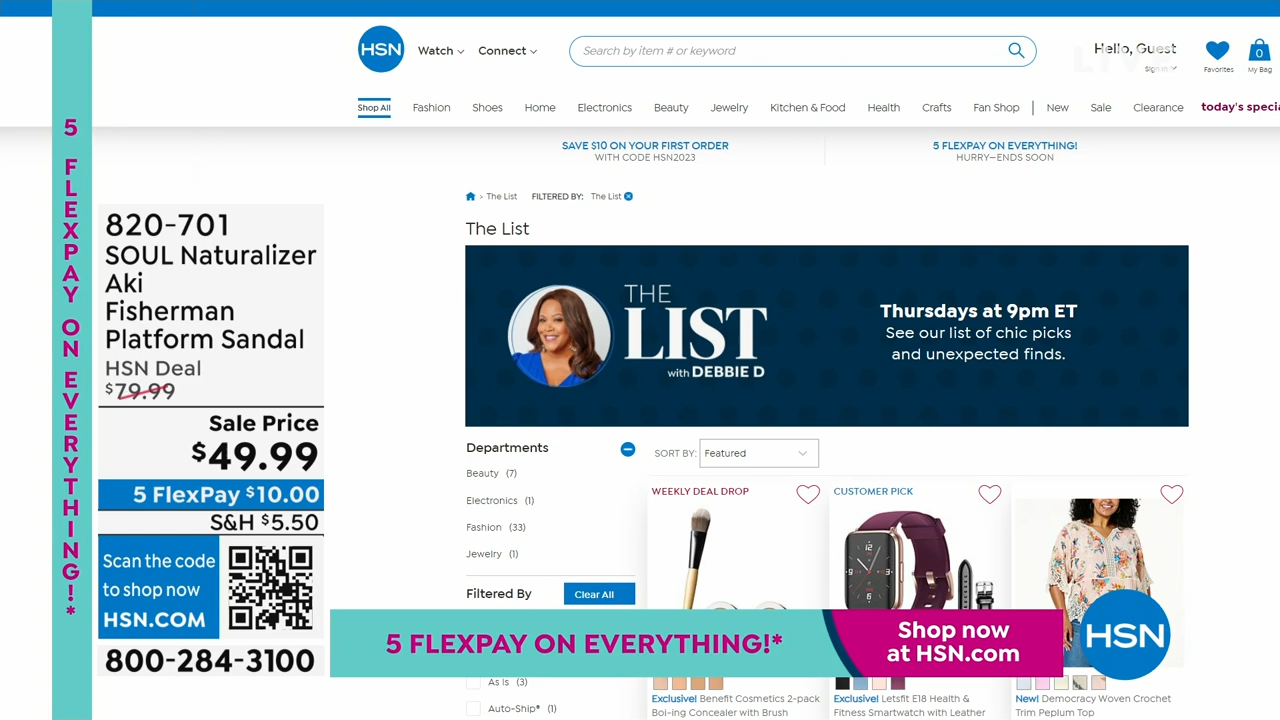 5 FLEXPAY ON EVERYTHING!*
HSN
Watch
Connect
Search by item # or keyword
Hello, Guest
Sign in
Favorites
0
My Bag
LIVE
Shop All
Fashion
Shoes
Home
Electronics
Beauty
Jewelry
Kitchen & Food
Health
Crafts
Fan Shop
New
Sale
Clearance
today's specia
SAVE $10 ON YOUR FIRST ORDER
WITH CODE HSN2023
5 FLEXPAY ON EVERYTHING!
HURRY—ENDS SOON
> The List FILTERED BY: The List
The List
THE
LIST
with DEBBIE D
Thursdays at 9pm ET
See our list of chic picks
and unexpected finds.
820-701
SOUL Naturalizer
Aki
Fisherman
Platform Sandal
HSN Deal
$79.99
Sale Price
$49.99
5 FlexPay $10.00
S&H $5.50
Scan the code
to shop now
HSN.COM
800-284-3100
Departments
Beauty (7)
Electronics (1)
Fashion (33)
Jewelry (1)
Filtered By
Clear All
As Is (3)
Auto-Ship® (1)
SORT BY: Featured
WEEKLY DEAL DROP
CUSTOMER PICK
Exclusive! Benefit Cosmetics 2-pack
Boi-ing Concealer with Brush
Exclusive! Letsfit E18 Health &
Fitness Smartwatch with Leather
New! Democracy Woven Crochet
Trim Peplum Top
5 FLEXPAY ON EVERYTHING!*
Shop now
at HSN.com
HSN